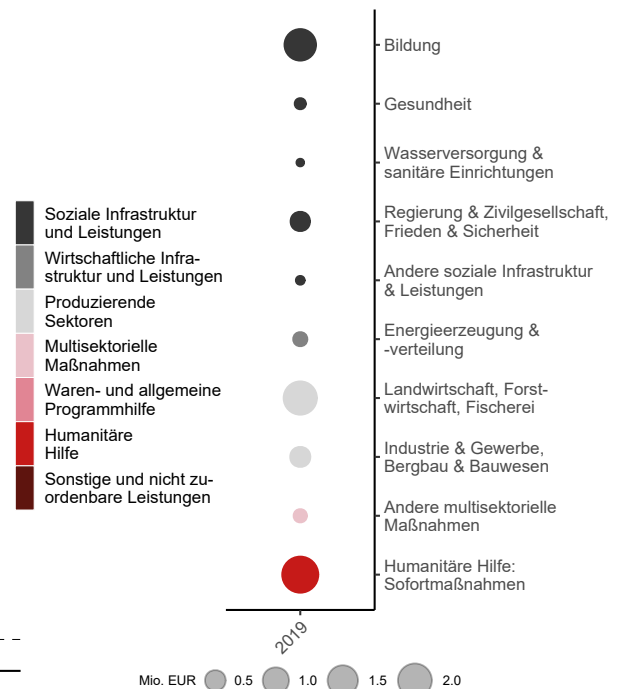 Bildung
Gesundheit
Wasserversorgung &
sanitäre Einrichtungen
Regierung & Zivilgesellschaft,
Frieden & Sicherheit
Andere soziale Infrastruktur
& Leistungen
Energieerzeugung &
-verteilung
Landwirtschaft, Forst-
wirtschaft, Fischerei
Industrie & Gewerbe,
Bergbau & Bauwesen
Andere multisektorielle
Maßnahmen
Humanitäre Hilfe:
Sofortmaßnahmen
Soziale Infrastruktur
und Leistungen
Wirtschaftliche Infra-
struktur und Leistungen
Produzierende
Sektoren
Multisektorielle
Maßnahmen
Waren- und allgemeine
Programmhilfe
Humanitäre
Hilfe
Sonstige und nicht zu-
ordenbare Leistungen
2019
Mio. EUR 0.5 1.0 1.5 2.0